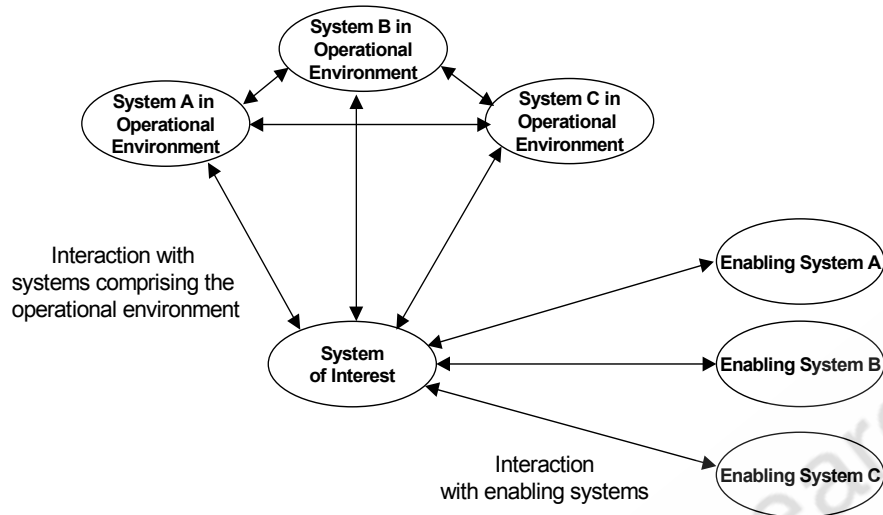 System B in
Operational
Environment
System A in
Operational
Environment
System C in
Operational
Environment
Interaction with
systems comprising the
operational environment
Enabling System A
System
of Interest
Enabling System B
Interaction
with enabling systems
Enabling System C